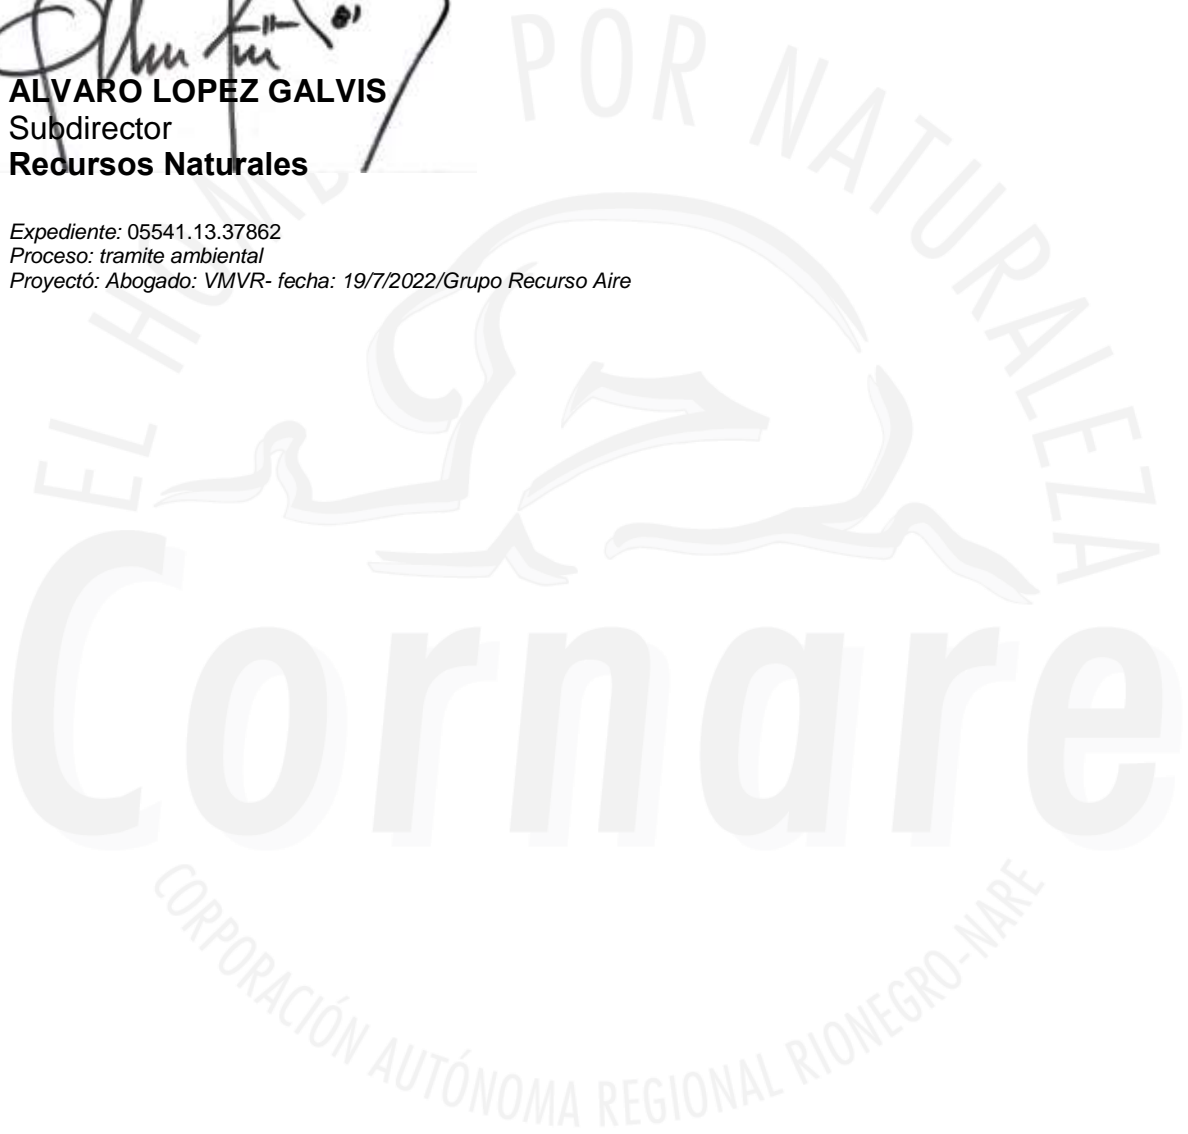 ALVARO LOPEZ GALVIS
Subdirector
Recursos Naturales
Expediente: 05541.13.37862
Proceso: tramite ambiental
Proyectó: Abogado: VMVR- fecha: 19/7/2022/Grupo Recurso Aire
EL HOMB POR NATURALEZA
Cornare
CORPORACIÓN AUTÓNOMA REGIONAL RIONEGRO-NARE